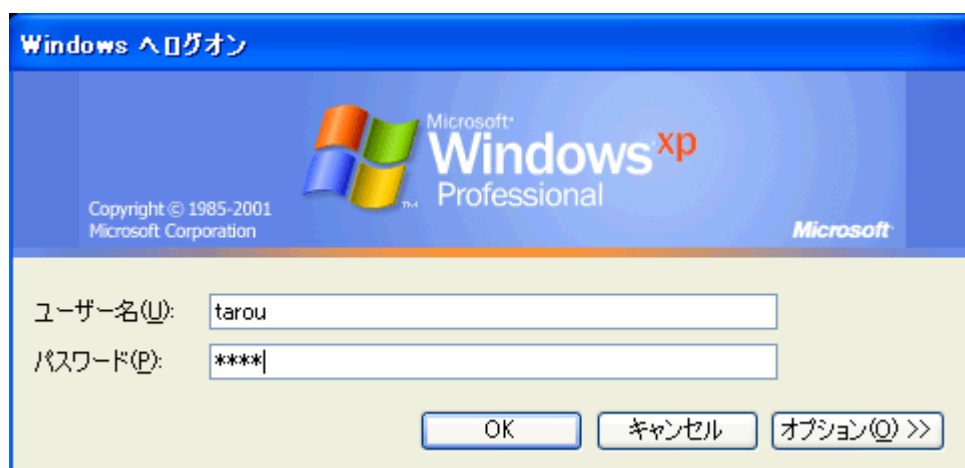 Windows へログオン
Microsoft®
Windows xp
Professional
TM
Copyright © 1985-2001
Microsoft Corporation
Microsoft
ユーザー名(U):
tarou
パスワード(P):
****
OK
キャンセル
オプション(O) >>